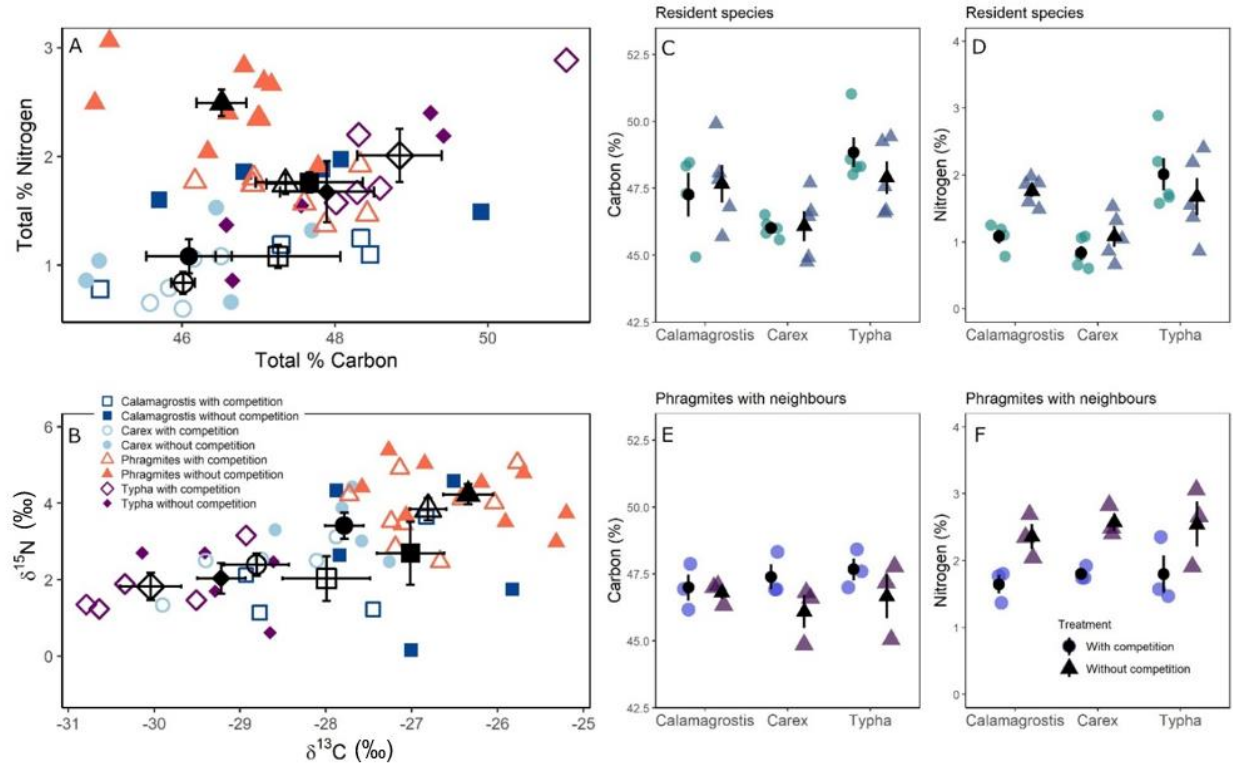 A
Total % Nitrogen
3
2
1
46
48
50
Total % Carbon
Resident species
C
Carbon (%)
52.5
50.0
47.5
45.0
42.5
Calamagrostis
Carex
Typha
Resident species
D
Nitrogen (%)
4
3
2
1
0
Calamagrostis
Carex
Typha
B
Calamagrostis with competition
Calamagrostis without competition
Carex with competition
Carex without competition
Phragmites with competition
Phragmites without competition
Typha with competition
Typha without competition
δ¹⁵N (‰)
6
4
2
0
-31
-30
-29
-28
-27
-26
-25
δ¹³C (‰)
Phragmites with neighbours
E
Carbon (%)
52.5
50.0
47.5
45.0
42.5
Calamagrostis
Carex
Typha
Phragmites with neighbours
F
Nitrogen (%)
4
3
2
1
0
Treatment
With competition
Without competition
Calamagrostis
Carex
Typha